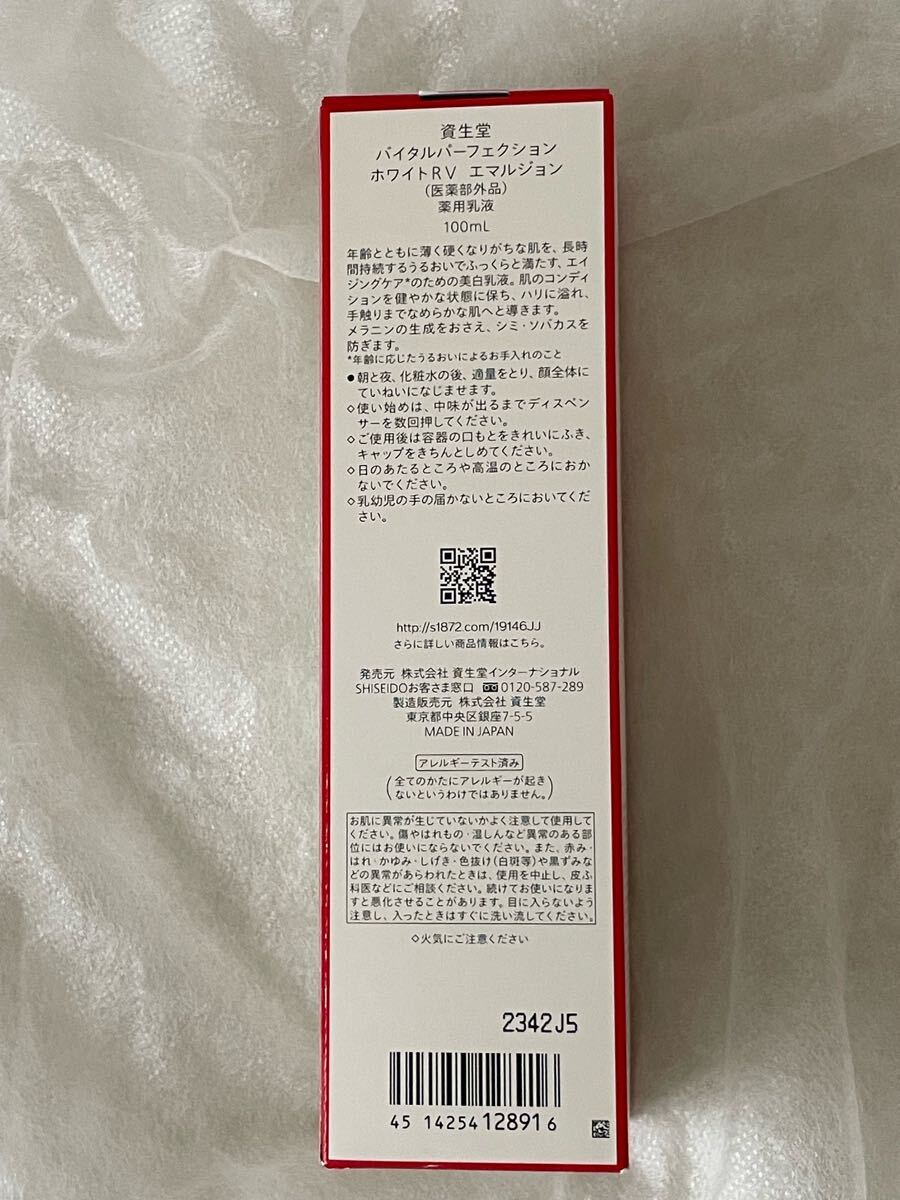 資生堂
バイタルパーフェクション
ホワイトRV エマルジョン
(医薬部外品)
薬用乳液
100mL
年齢とともに薄く硬くなりがちな肌を、長時
間持続するうるおいでふっくらと満たす、エイ
ジングケア*のための美白乳液。肌のコンディ
ションを健やかな状態に保ち、ハリに溢れ、
手触りまでなめらかな肌へと導きます。
メラニンの生成をおさえ、シミ・ソバカスを
防ぎます。
*年齢に応じたうるおいによるお手入れのこと
●朝と夜、化粧水の後、適量をとり、顔全体に
ていねいになじませます。
◇使い始めは、中味が出るまでディスペン
サーを数回押してください。
◇ご使用後は容器の口もとをきれいにふき、
キャップをきちんとしめてください。
◇日のあたるところや高温のところにおか
ないでください。
◇乳幼児の手の届かないところにおいてくだ
さい。
http://s1872.com/19146JJ
さらに詳しい商品情報はこちら。
発売元 株式会社 資生堂インターナショナル
SHISEIDOお客さま窓口 0120-587-289
製造販売元 株式会社 資生堂
東京都中央区銀座7-5-5
MADE IN JAPAN
アレルギーテスト済み
(全てのかたにアレルギーが起き
ないというわけではありません。)
お肌に異常が生じていないかよく注意して使用して
ください。傷やはれもの・湿しんなど異常のある部
位にはお使いにならないでください。また、赤み・
はれ・かゆみ・しげき・色抜け(白斑等)や黒ずみな
どの異常があらわれたときは、使用を中止し、皮ふ
科医などにご相談ください。続けてお使いになりま
すと悪化させることがあります。目に入らないよう
注意し、入ったときはすぐに洗い流してください。
◇火気にご注意ください
2342J5
45 14254 12891 6